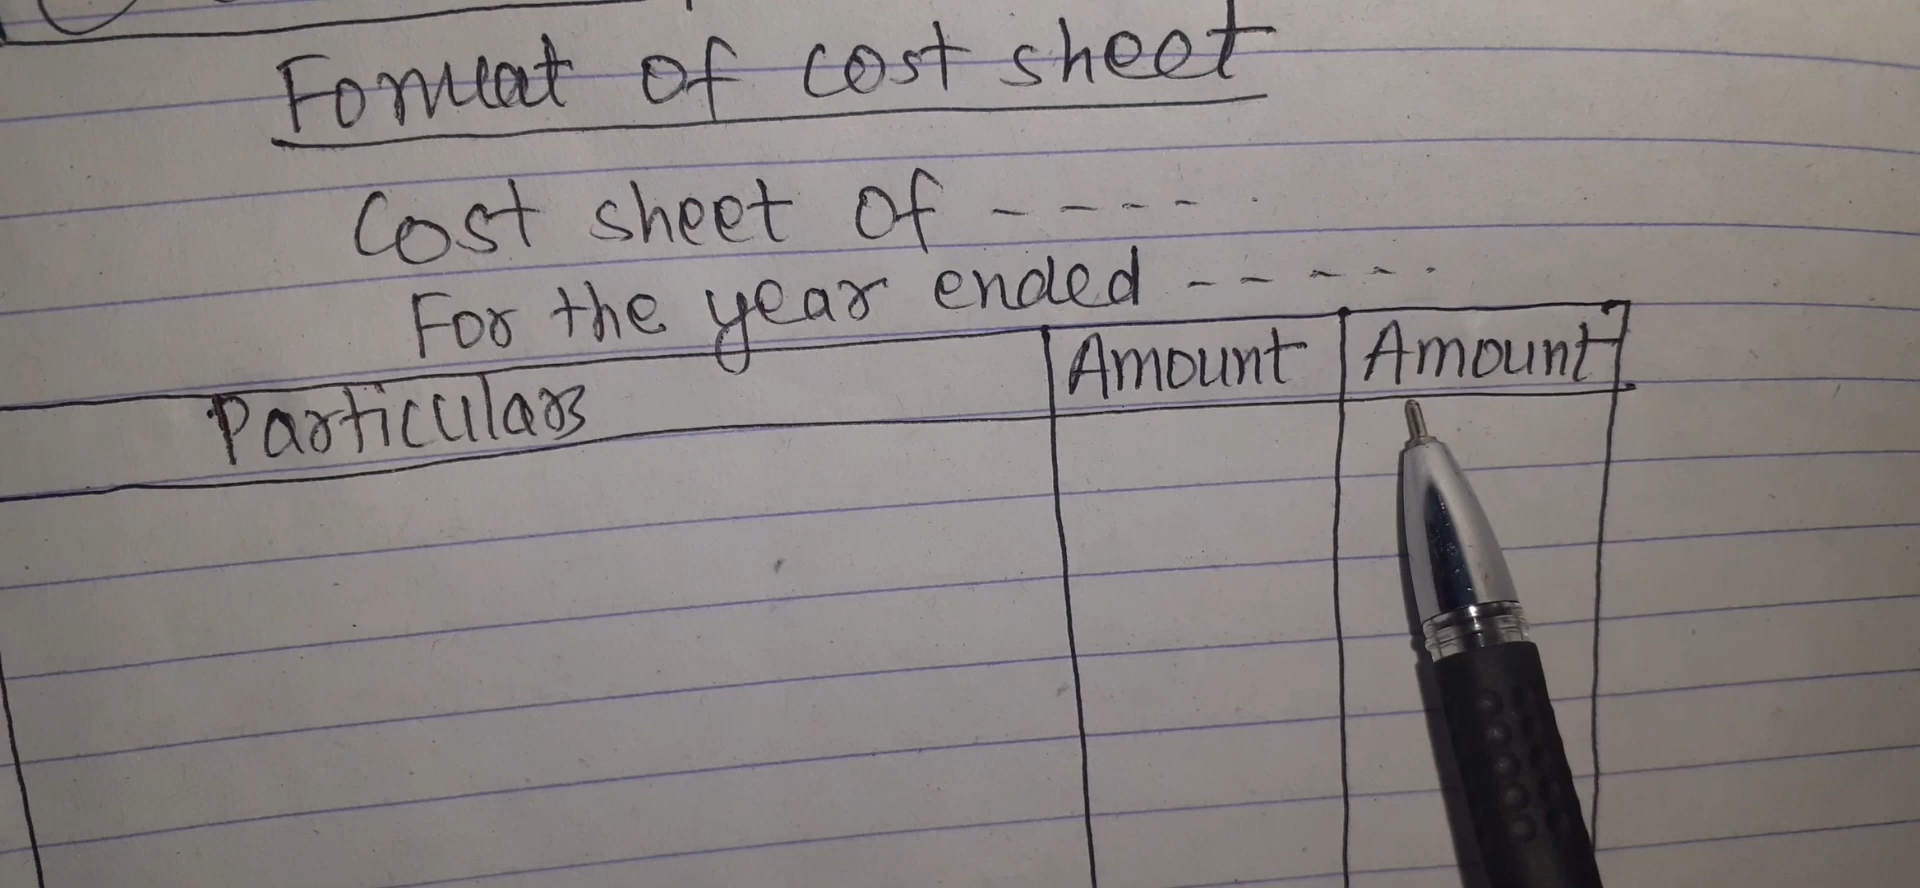 Format of cost sheet
Cost sheet of - - - - -
For the year ended - - - - -
Particulars Amount Amount